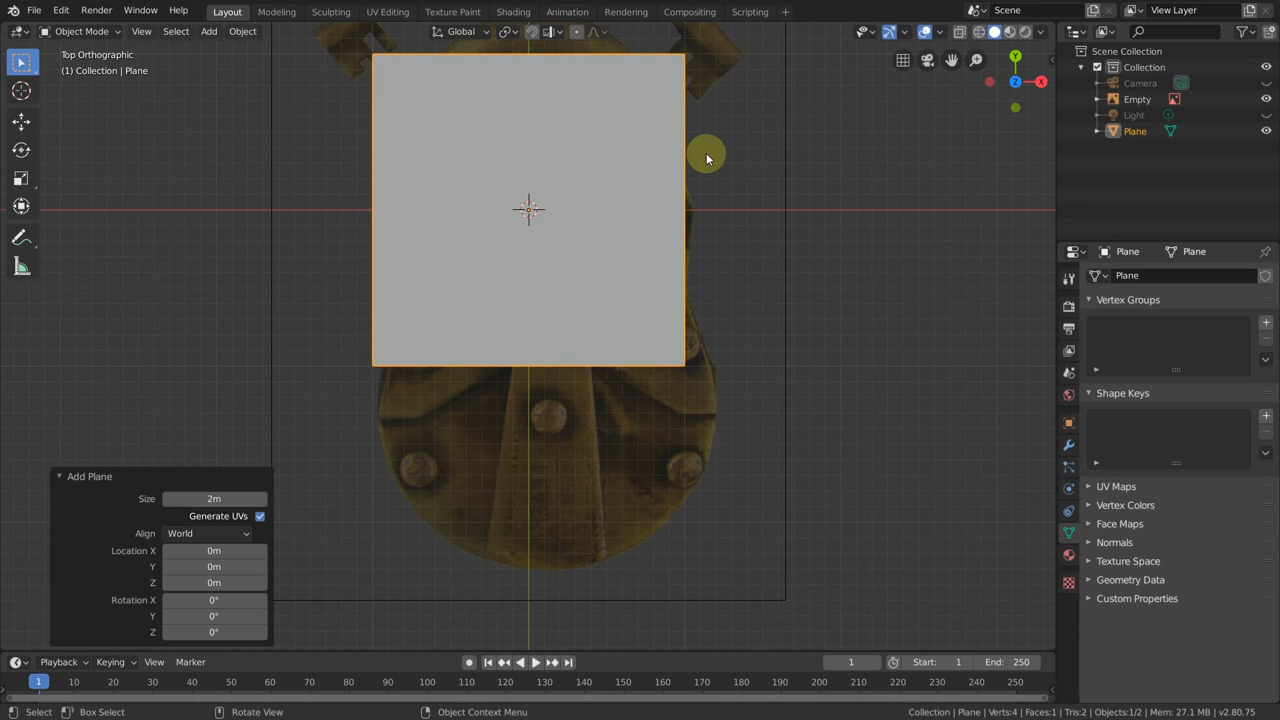 File Edit Render Window Help Layout Modeling Sculpting UV Editing Texture Paint Shading Animation Rendering Compositing Scripting + Scene View Layer
Object Mode View Select Add Object Global
Top Orthographic
(1) Collection | Plane
Y
Z
X
Scene Collection
Collection
Camera
Empty
Light
Plane
Plane Plane
Plane
Vertex Groups
Shape Keys
UV Maps
Vertex Colors
Face Maps
Normals
Texture Space
Geometry Data
Custom Properties
Add Plane
Size 2m
Generate UVs
Align World
Location X 0m
Y 0m
Z 0m
Rotation X 0°
Y 0°
Z 0°
Playback Keying View Marker 1 Start: 1 End: 250
1 10 20 30 40 50 60 70 80 90 100 110 120 130 140 150 160 170 180 190 200 210 220 230 240 250
Select Box Select Rotate View Object Context Menu Collection | Plane | Verts:4 | Faces:1 | Tris:2 | Objects:1/2 | Mem: 27.1 MB | v2.80.75